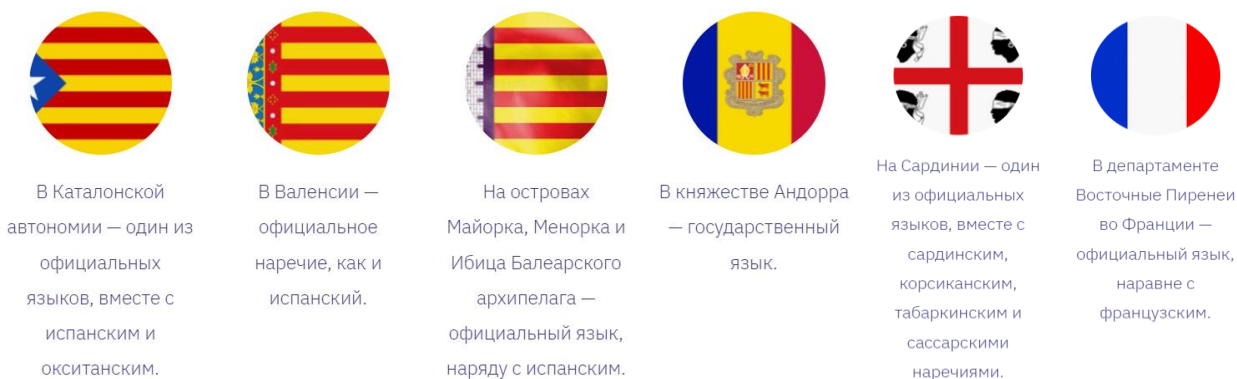 В Каталонской
автономии — один из
официальных
языков, вместе с
испанским и
окситанским.
В Валенсии —
официальное
наречие, как и
испанский.
На островах
Майорка, Менорка и
Ибица Балеарского
архипелага —
официальный язык,
наряду с испанским.
В княжестве Андорра
— государственный
язык.
На Сардинии — один
из официальных
языков, вместе с
сардинским,
корсиканским,
табаркинским и
сассарскими
наречиями.
В департаменте
Восточные Пиренеи
во Франции —
официальный язык,
наравне с
французским.